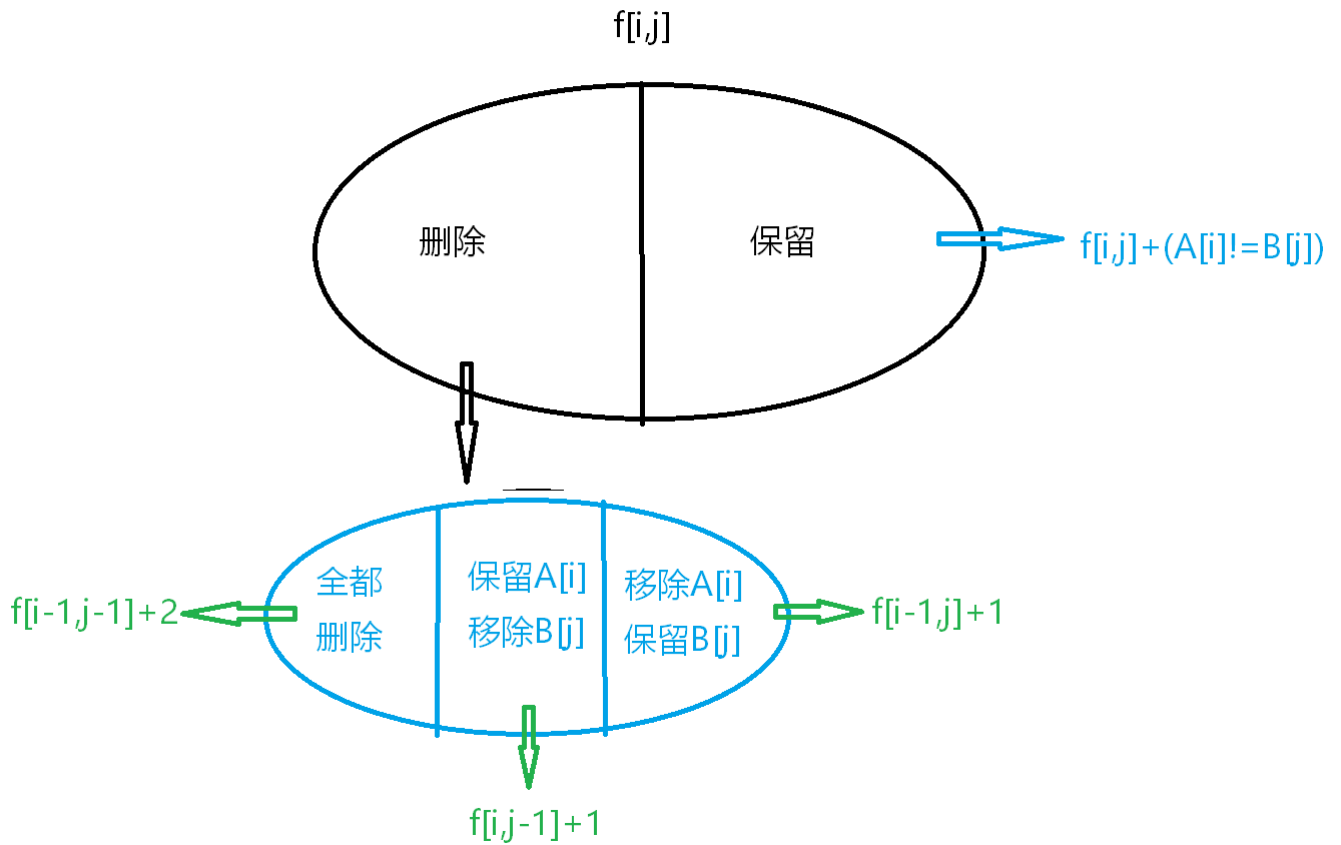 f[i,j]
删除
保留
f[i,j]+(A[i]!=B[j])
全都
删除
保留A[i]
移除B[j]
移除A[i]
保留B[j]
f[i-1,j-1]+2
f[i-1,j]+1
f[i,j-1]+1